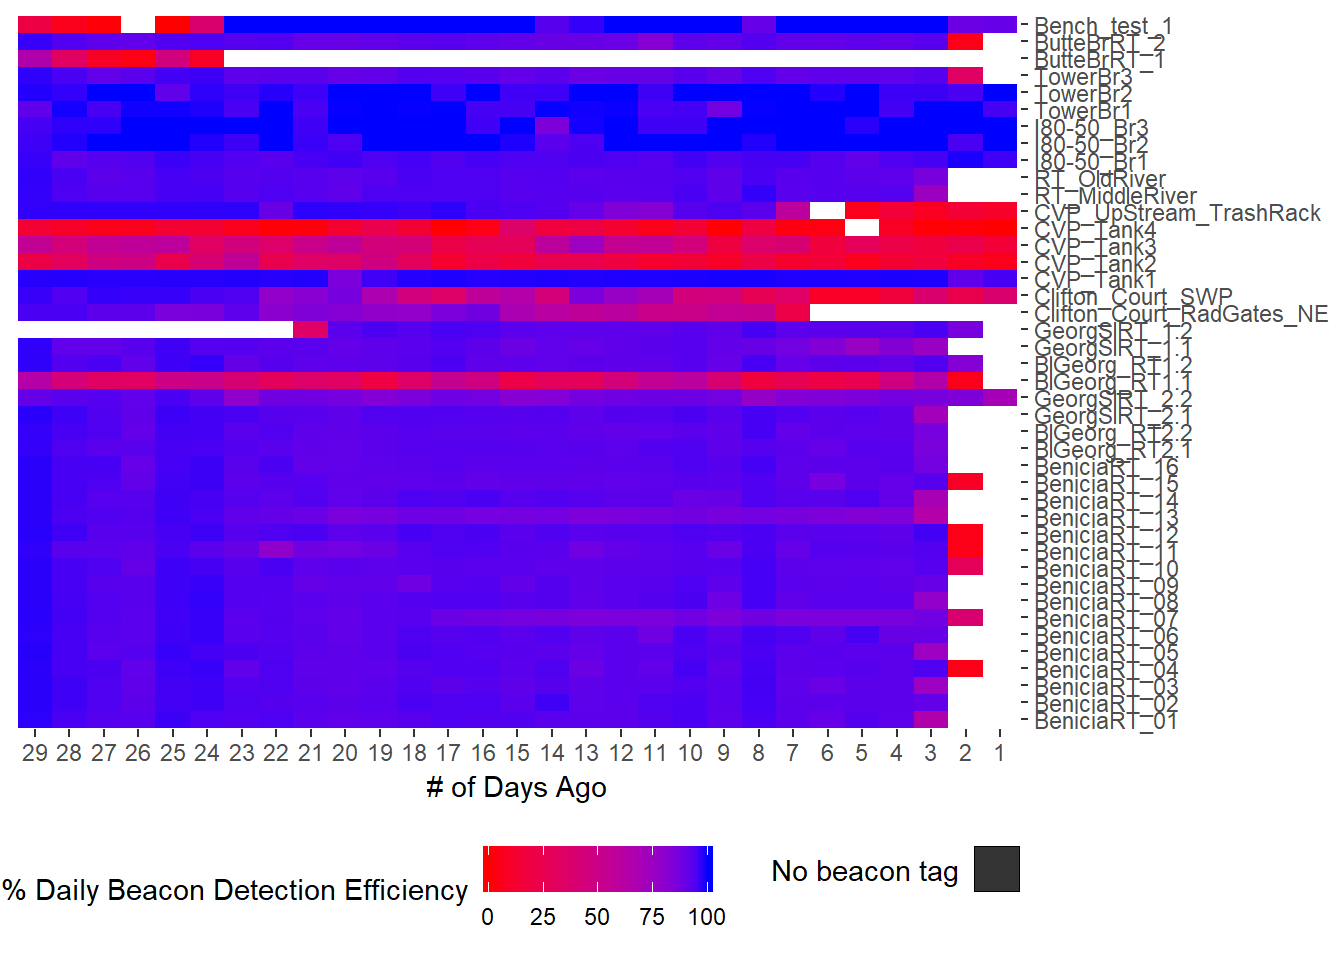 Bench_test_1
ButteBrRT_2
ButteBrRT_1
TowerBr3
TowerBr2
TowerBr1
I80-50_Br3
I80-50_Br2
I80-50_Br1
RT_OldRiver
RT_MiddleRiver
CVP_UpStream_TrashRack
CVP_Tank4
CVP_Tank3
CVP_Tank2
CVP_Tank1
Clifton_Court_SWP
Clifton_Court_RadGates_NE
GeorgSlRT_1.2
GeorgSlRT_1.1
BlGeorg_RT1.2
BlGeorg_RT1.1
GeorgSlRT_2.2
GeorgSlRT_2.1
BlGeorg_RT2.2
BlGeorg_RT2.1
BeniciaRT_16
BeniciaRT_15
BeniciaRT_14
BeniciaRT_13
BeniciaRT_12
BeniciaRT_11
BeniciaRT_10
BeniciaRT_09
BeniciaRT_08
BeniciaRT_07
BeniciaRT_06
BeniciaRT_05
BeniciaRT_04
BeniciaRT_03
BeniciaRT_02
BeniciaRT_01
29 28 27 26 25 24 23 22 21 20 19 18 17 16 15 14 13 12 11 10 9 8 7 6 5 4 3 2 1
# of Days Ago
% Daily Beacon Detection Efficiency
0 25 50 75 100
No beacon tag